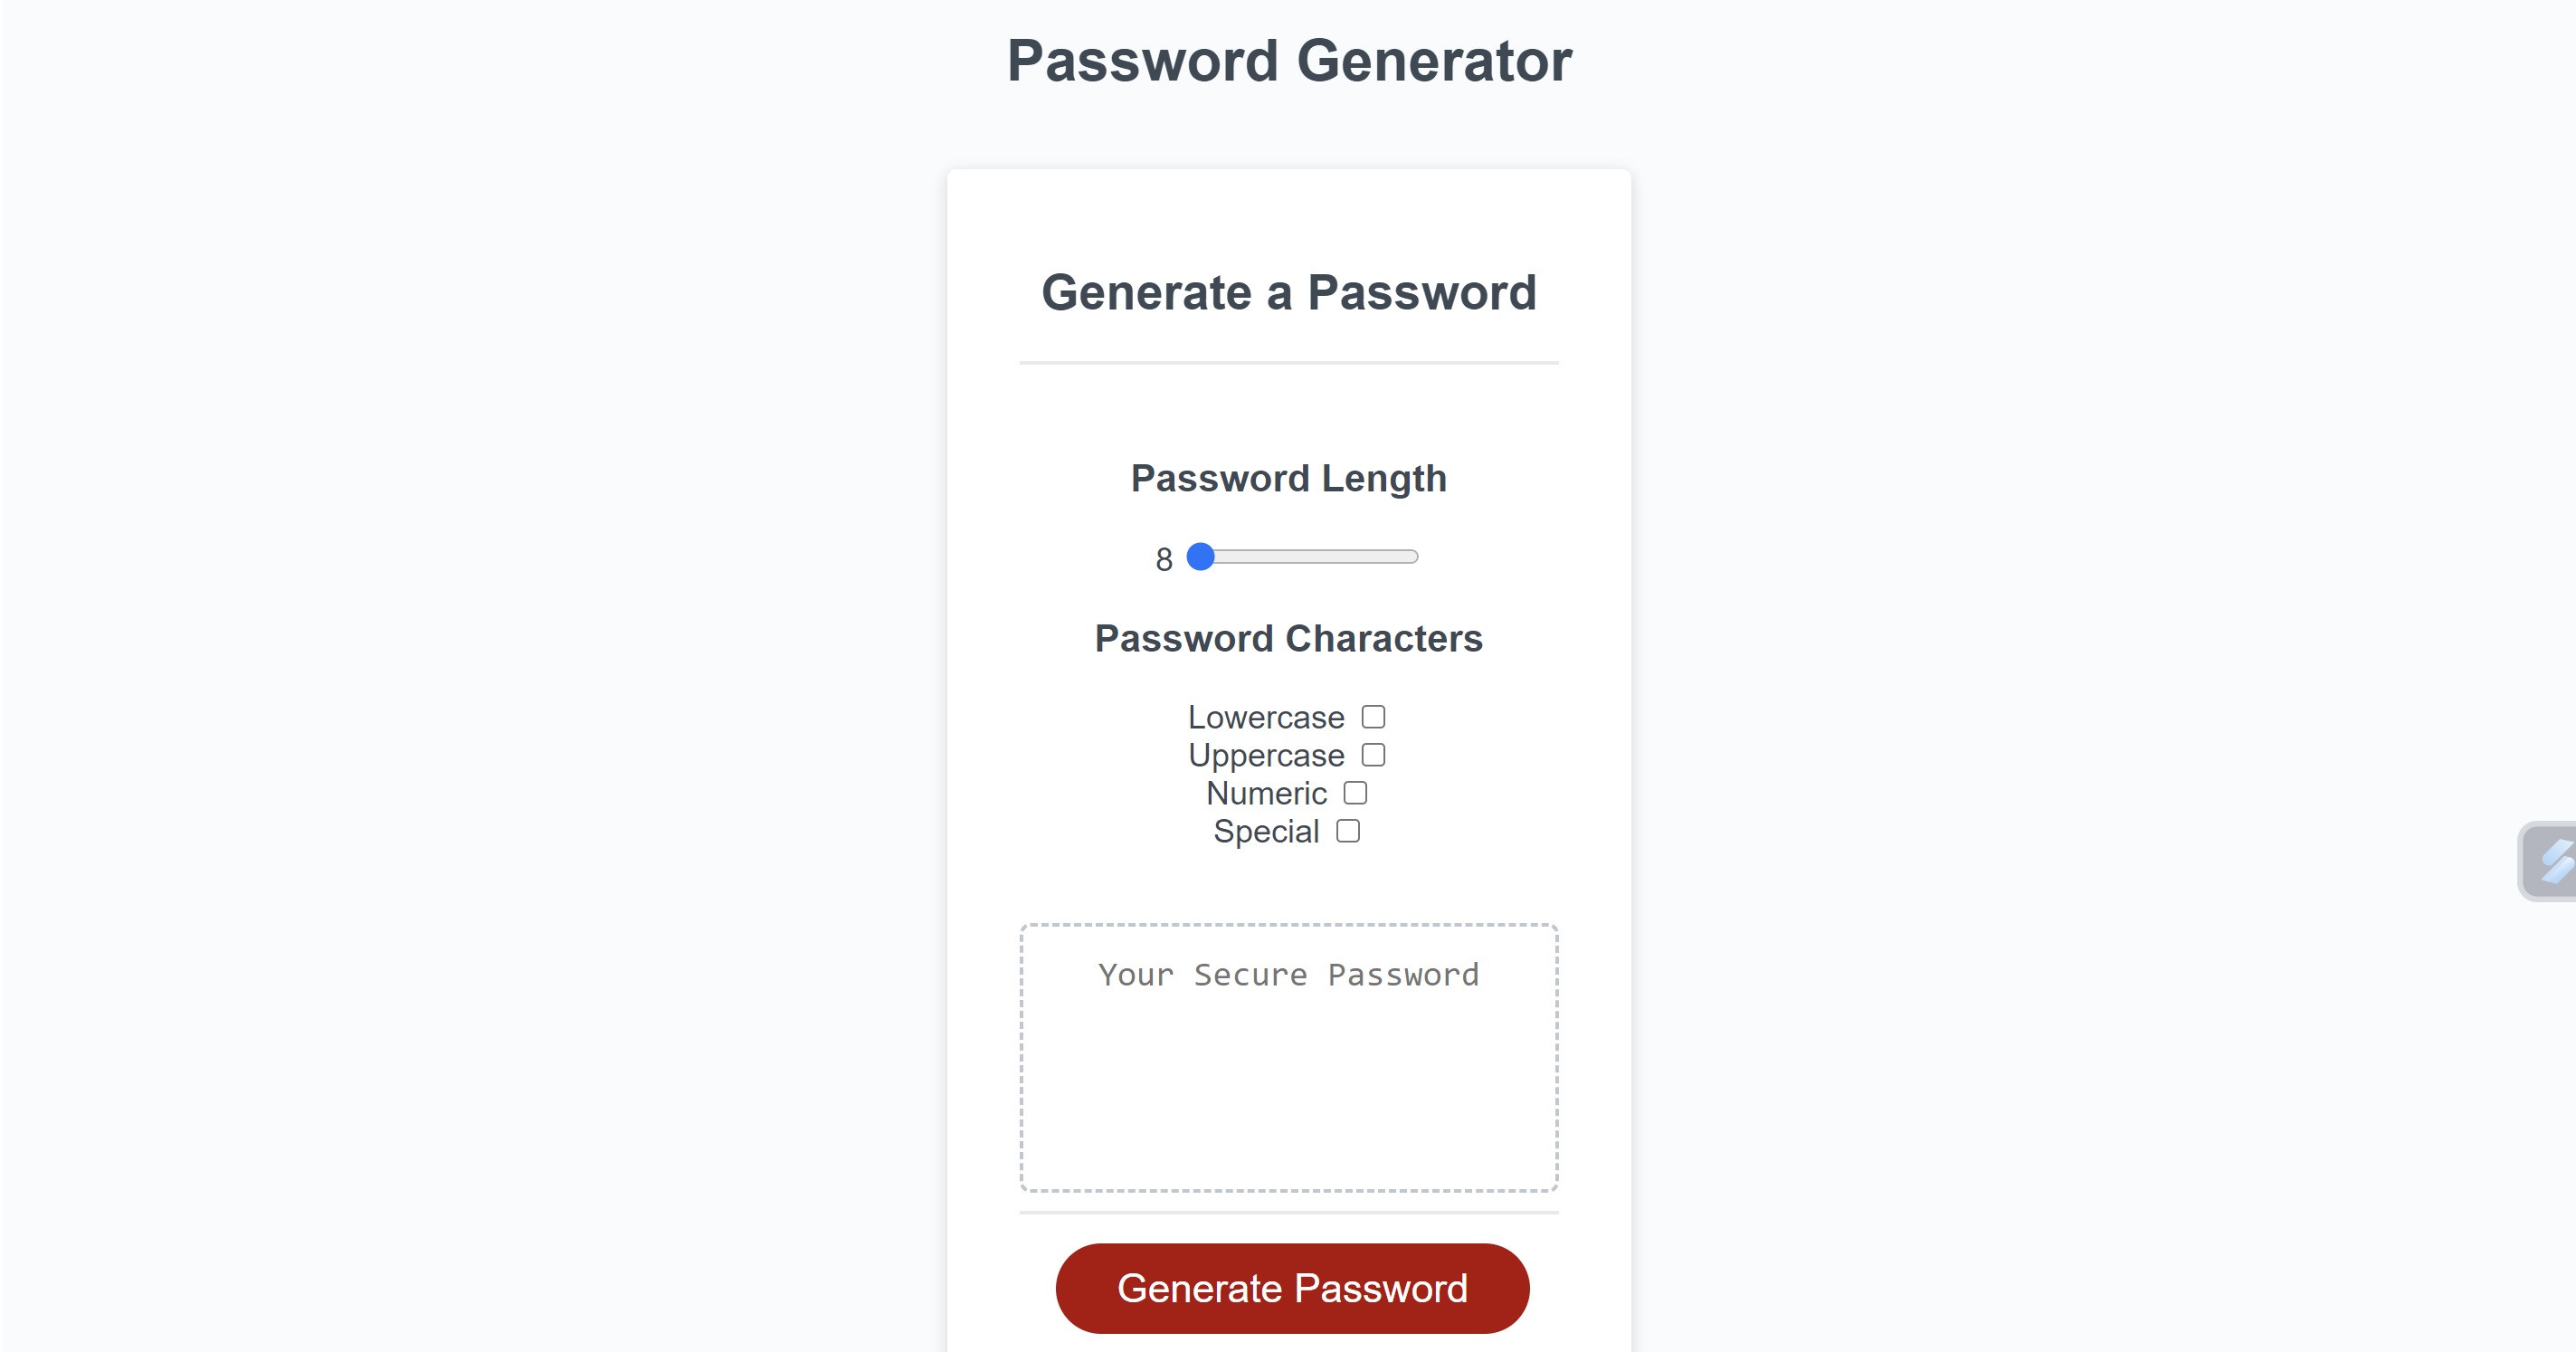 Password Generator
Generate a Password
Password Length
8
Password Characters
Lowercase
Uppercase
Numeric
Special
Your Secure Password
Generate Password